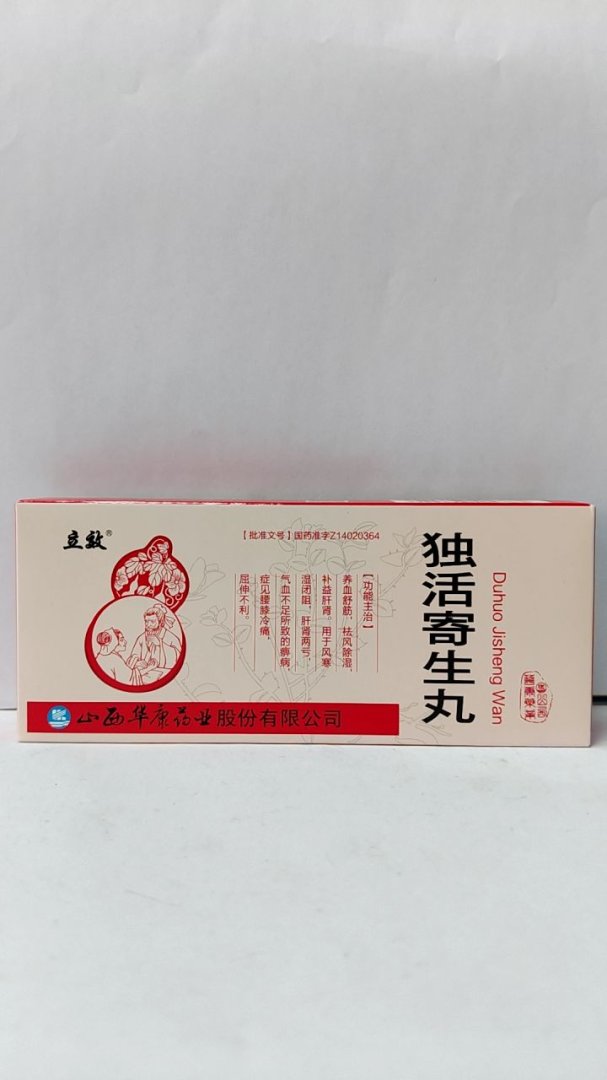 立效®
【批准文号】国药准字Z14020364
独活寄生丸
Duhuo Jisheng Wan
【功能主治】
养血舒筋，祛风除湿，
补益肝肾。用于风寒
湿闭阻，肝肾两亏，
气血不足所致的痹病，
症见腰膝冷痛，
屈伸不利。
山西华康药业股份有限公司